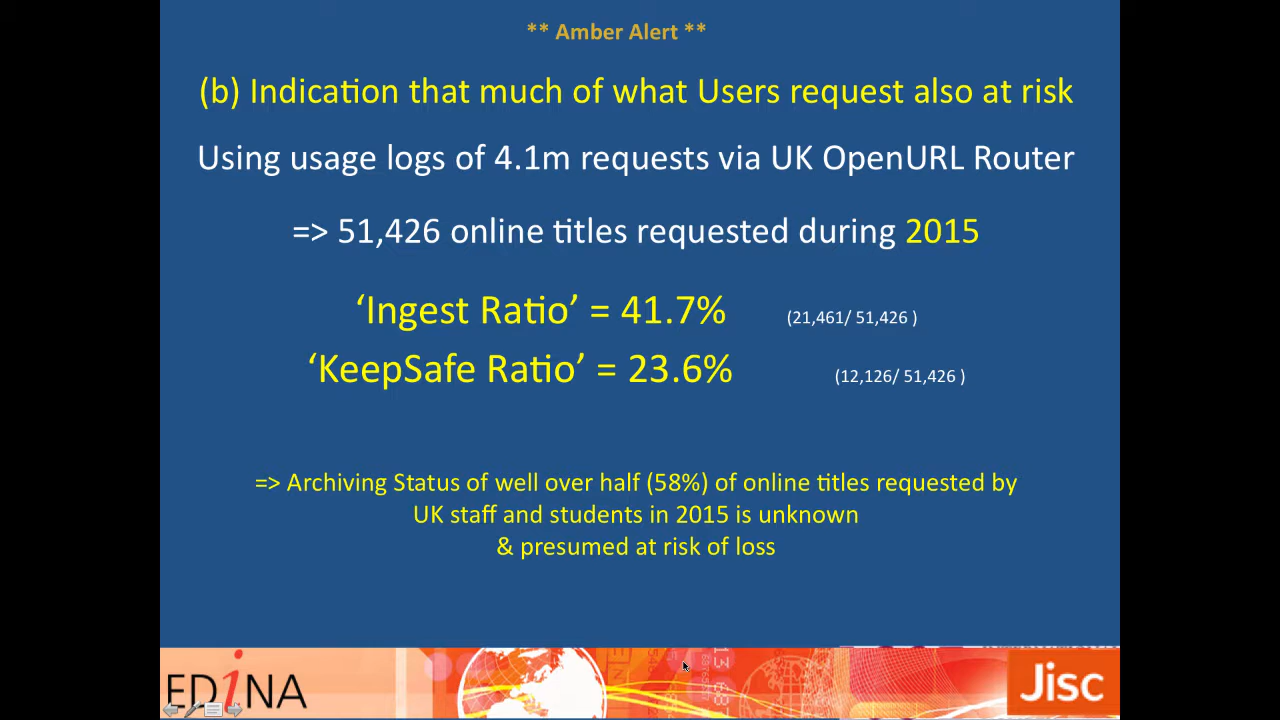 ** Amber Alert **
(b) Indication that much of what Users request also at risk
Using usage logs of 4.1m requests via UK OpenURL Router
=> 51,426 online titles requested during 2015
‘Ingest Ratio’ = 41.7% (21,461/ 51,426 )
‘KeepSafe Ratio’ = 23.6% (12,126/ 51,426 )
=> Archiving Status of well over half (58%) of online titles requested by
UK staff and students in 2015 is unknown
& presumed at risk of loss
EDiNA
Jisc